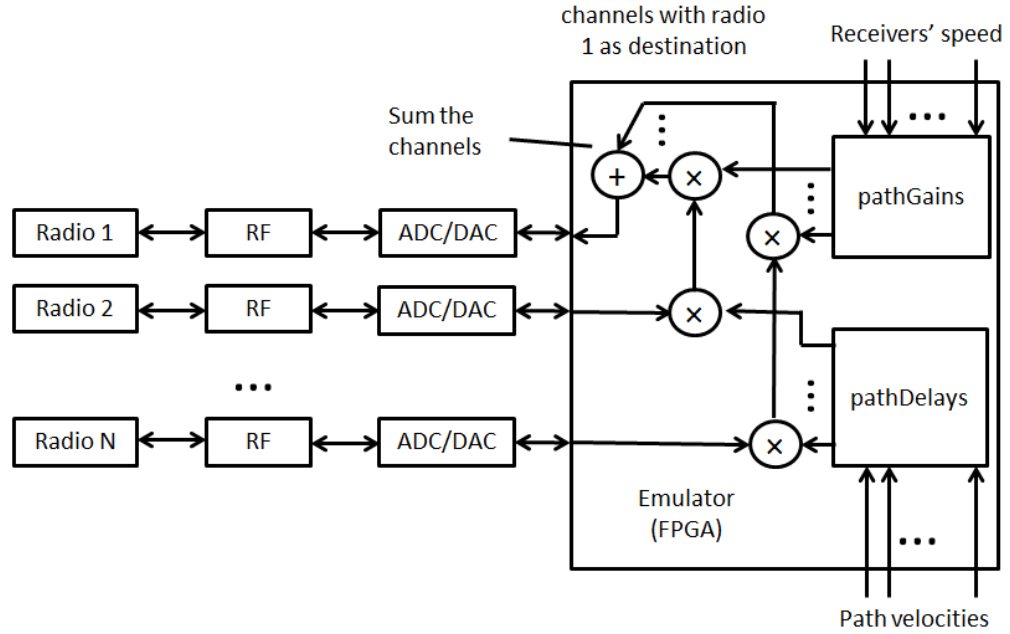 channels with radio
1 as destination
Receivers' speed
Sum the
channels
+
×
pathGains
×
Radio 1
RF
ADC/DAC
Radio 2
RF
ADC/DAC
×
...
pathDelays
Radio N
RF
ADC/DAC
×
Emulator
(FPGA)
Path velocities